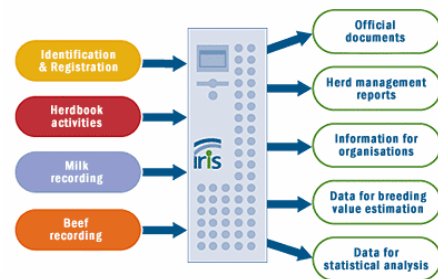 Identification
& Registration
Herdbook
activities
Milk
recording
Beef
recording
iris
Official
documents
Herd management
reports
Information for
organisations
Data for breeding
value estimation
Data for
statistical analysis